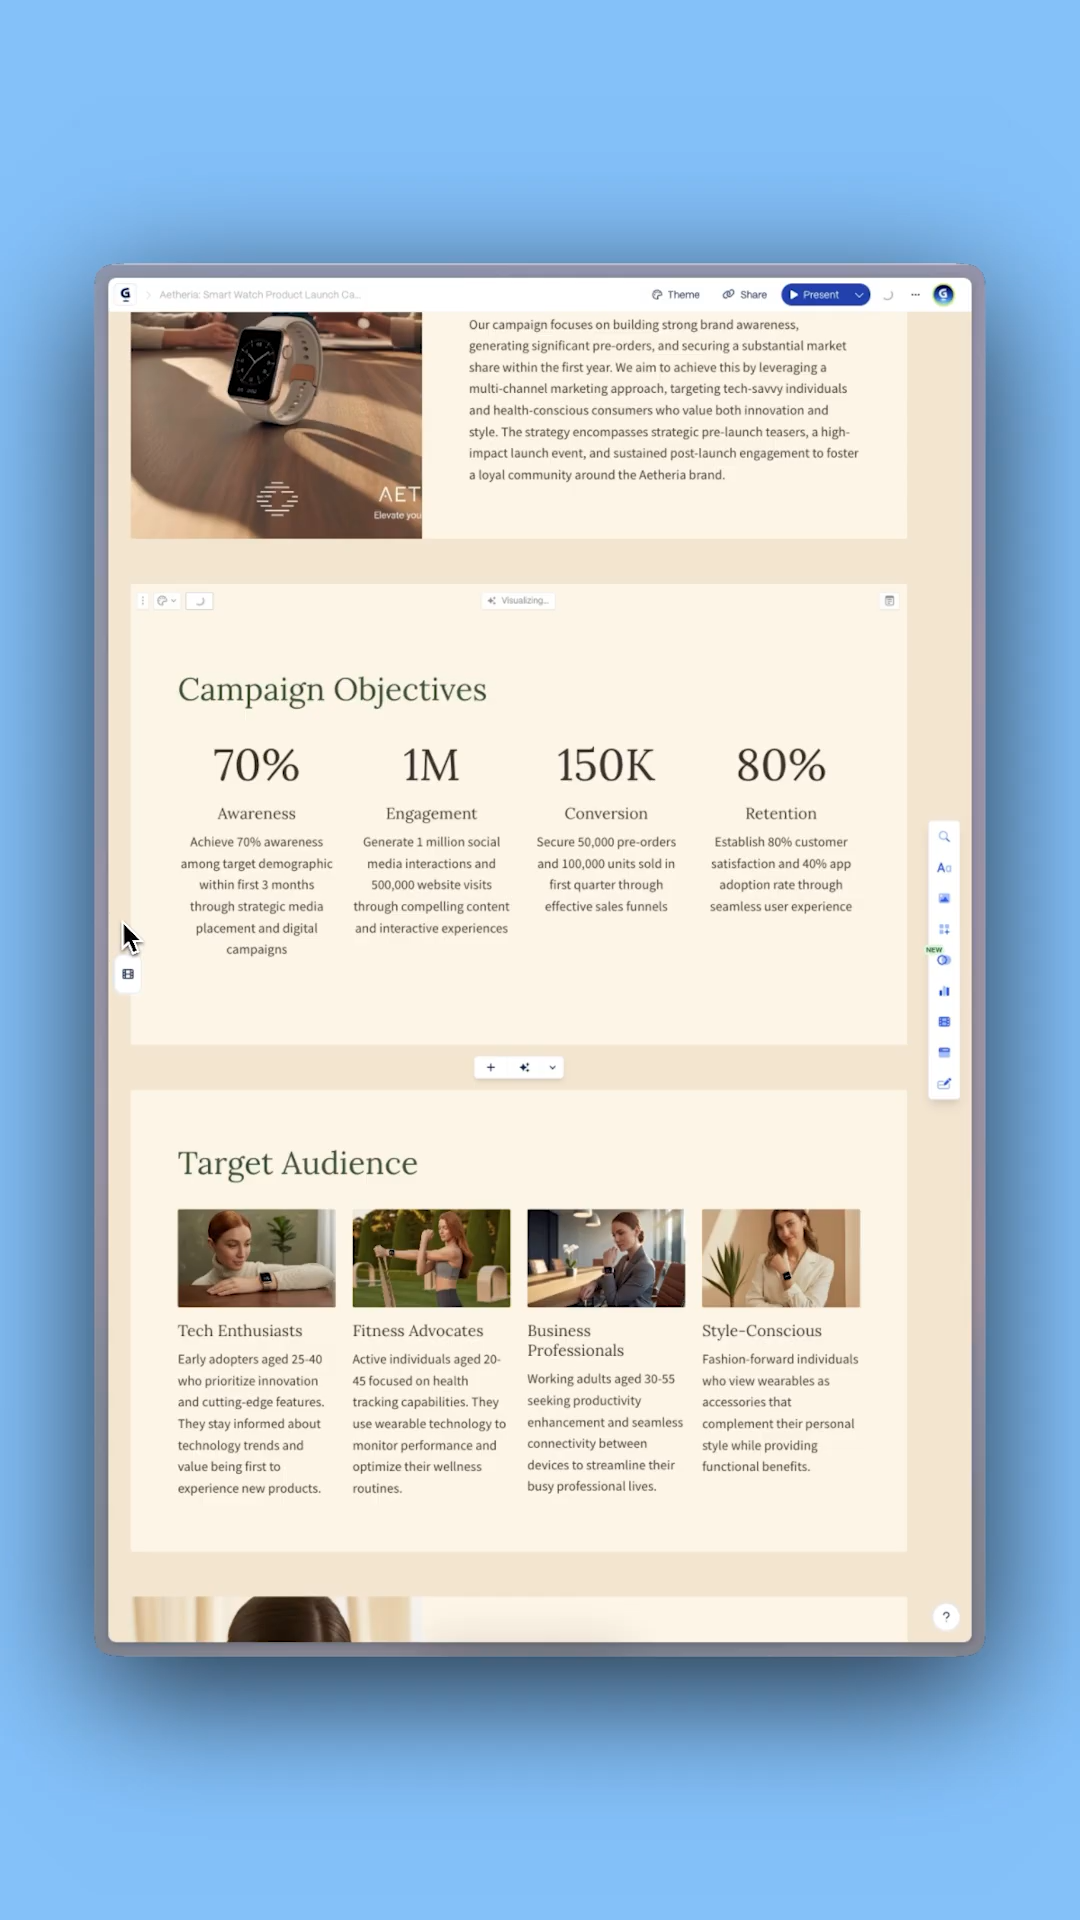 G
Aetheria: Smart Watch Product Launch Ca...
Theme
Share
Present
G
Our campaign focuses on building strong brand awareness,
generating significant pre-orders, and securing a substantial market
share within the first year. We aim to achieve this by leveraging a
multi-channel marketing approach, targeting tech-savvy individuals
and health-conscious consumers who value both innovation and
style. The strategy encompasses strategic pre-launch teasers, a high-
impact launch event, and sustained post-launch engagement to foster
a loyal community around the Aetheria brand.
AET
Elevate you
Visualizing...
Campaign Objectives
70%
Awareness
Achieve 70% awareness
among target demographic
within first 3 months
through strategic media
placement and digital
campaigns
1M
Engagement
Generate 1 million social
media interactions and
500,000 website visits
through compelling content
and interactive experiences
150K
Conversion
Secure 50,000 pre-orders
and 100,000 units sold in
first quarter through
effective sales funnels
80%
Retention
Establish 80% customer
satisfaction and 40% app
adoption rate through
seamless user experience
Aa
NEW
Target Audience
Tech Enthusiasts
Early adopters aged 25-40
who prioritize innovation
and cutting-edge features.
They stay informed about
technology trends and
value being first to
experience new products.
Fitness Advocates
Active individuals aged 20-
45 focused on health
tracking capabilities. They
use wearable technology to
monitor performance and
optimize their wellness
routines.
Business
Professionals
Working adults aged 30-55
seeking productivity
enhancement and seamless
connectivity between
devices to streamline their
busy professional lives.
Style-Conscious
Fashion-forward individuals
who view wearables as
accessories that
complement their personal
style while providing
functional benefits.
?